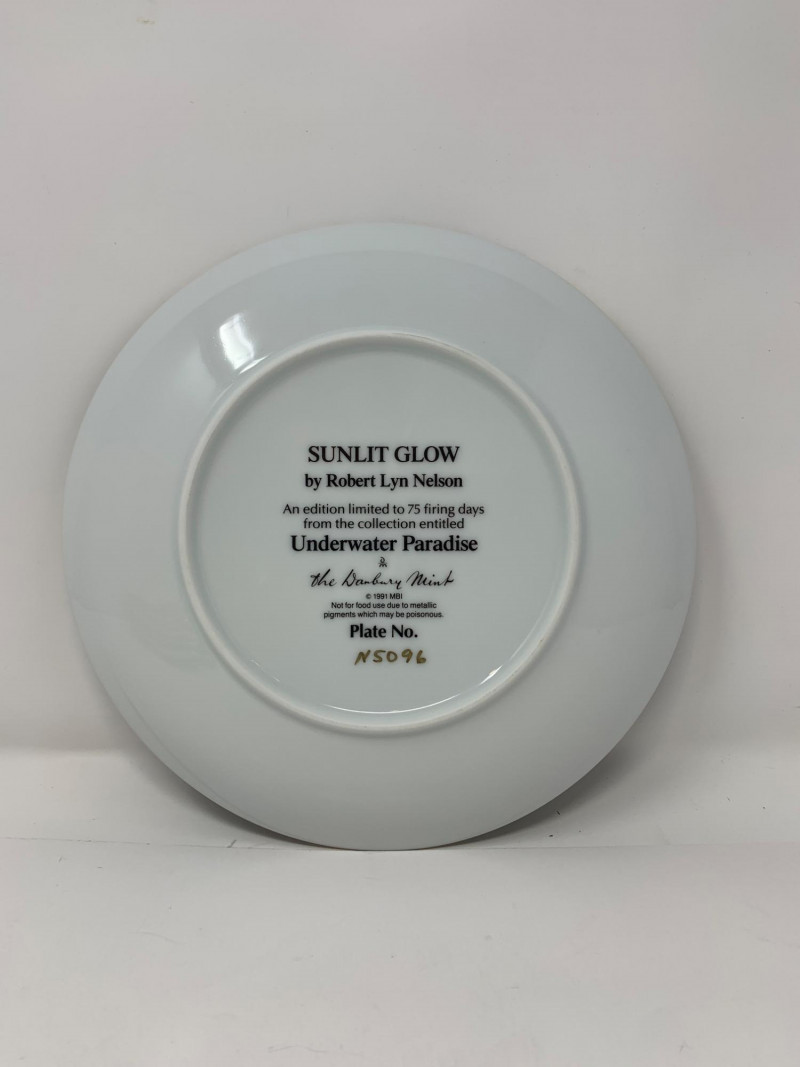 SUNLIT GLOW
by Robert Lyn Nelson
An edition limited to 75 firing days
from the collection entitled
Underwater Paradise
the Danbury Mint
© 1991 MBI
Not for food use due to metallic
pigments which may be poisonous.
Plate No.
N5096